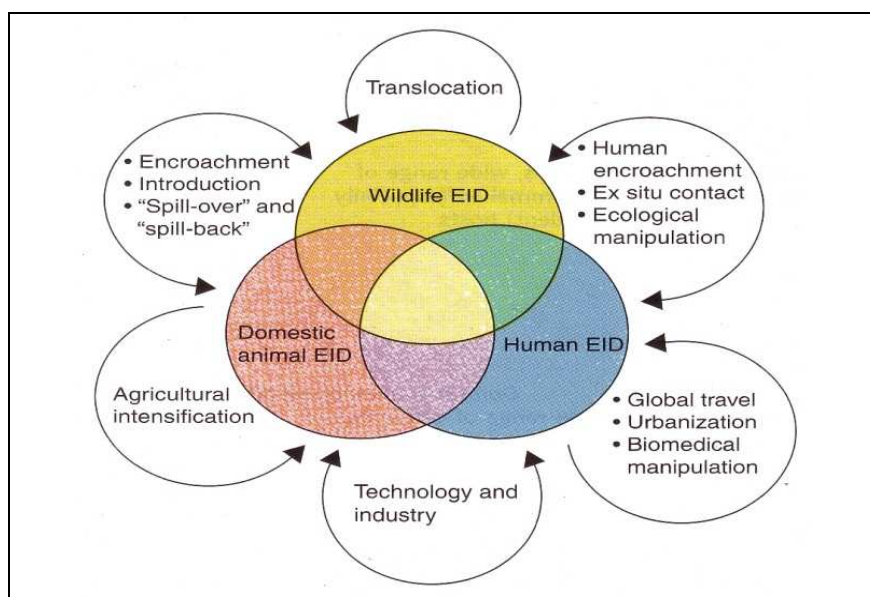 Translocation
• Encroachment
• Introduction
• "Spill-over" and
"spill-back"
Wildlife EID
• Human
encroachment
• Ex situ contact
• Ecological
manipulation
Domestic
animal EID
Human EID
Agricultural
intensification
• Global travel
• Urbanization
• Biomedical
manipulation
Technology and
industry